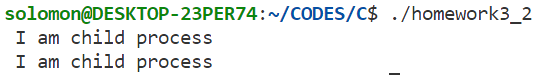 solomon@DESKTOP-23PER74:~/CODES/C$ ./homework3_2
I am child process
I am child process